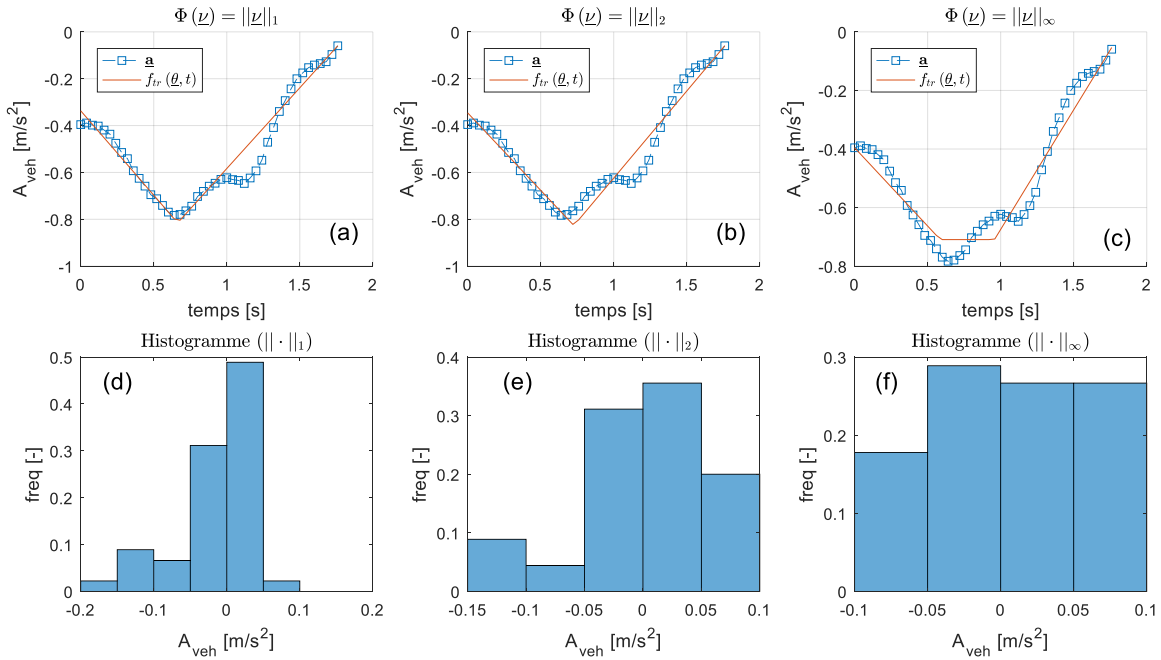 Φ (ν) = ||ν||₁
a
f_tr (θ, t)
0
-0.2
-0.4
-0.6
-0.8
-1
A_veh [m/s²]
(a)
0 0.5 1 1.5 2
temps [s]
Φ (ν) = ||ν||₂
a
f_tr (θ, t)
0
-0.2
-0.4
-0.6
-0.8
-1
A_veh [m/s²]
(b)
0 0.5 1 1.5 2
temps [s]
Φ (ν) = ||ν||∞
a
f_tr (θ, t)
0
-0.2
-0.4
-0.6
-0.8
A_veh [m/s²]
(c)
0 0.5 1 1.5 2
temps [s]
Histogramme (|| · ||₁)
(d)
0.5
0.4
0.3
0.2
0.1
0
freq [-]
-0.2 -0.1 0 0.1 0.2
A_veh [m/s²]
Histogramme (|| · ||₂)
(e)
0.4
0.3
0.2
0.1
0
freq [-]
-0.15 -0.1 -0.05 0 0.05 0.1
A_veh [m/s²]
Histogramme (|| · ||∞)
(f)
0.3
0.2
0.1
0
freq [-]
-0.1 -0.05 0 0.05 0.1
A_veh [m/s²]